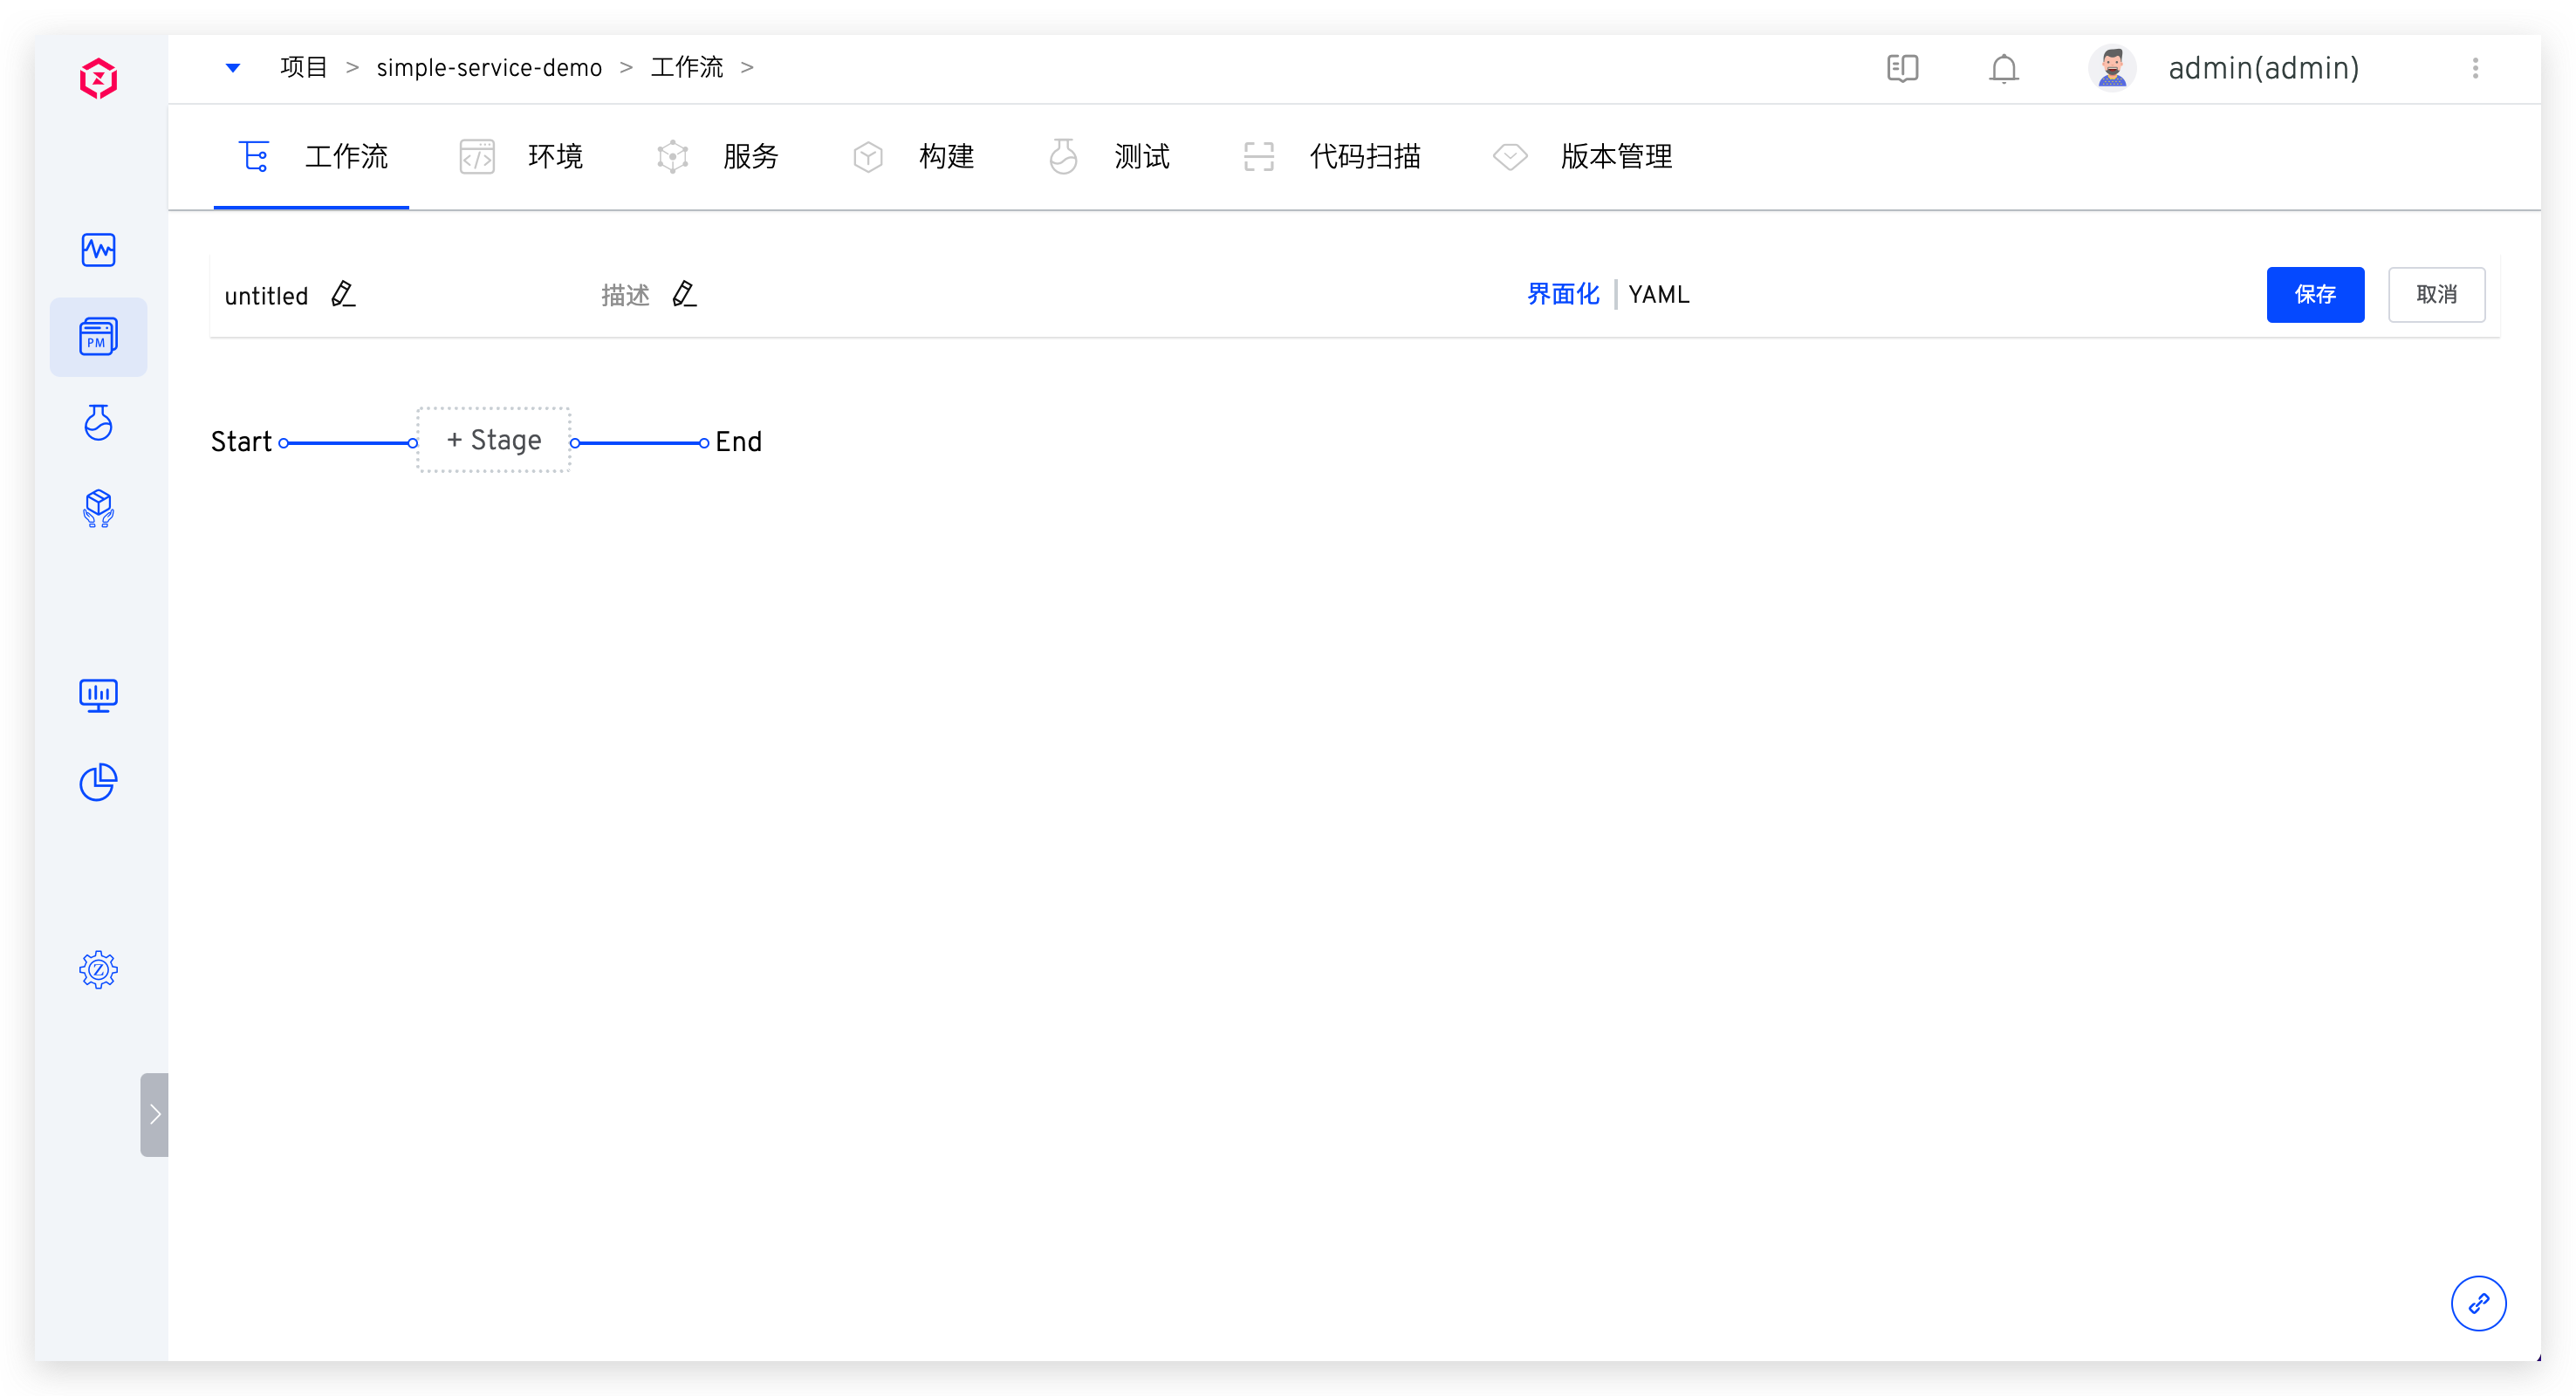 项目 > simple-service-demo > 工作流 >
admin(admin)
工作流 环境 服务 构建 测试 代码扫描 版本管理
PM
untitled 描述 界面化 | YAML 保存 取消
Start + Stage End
Z